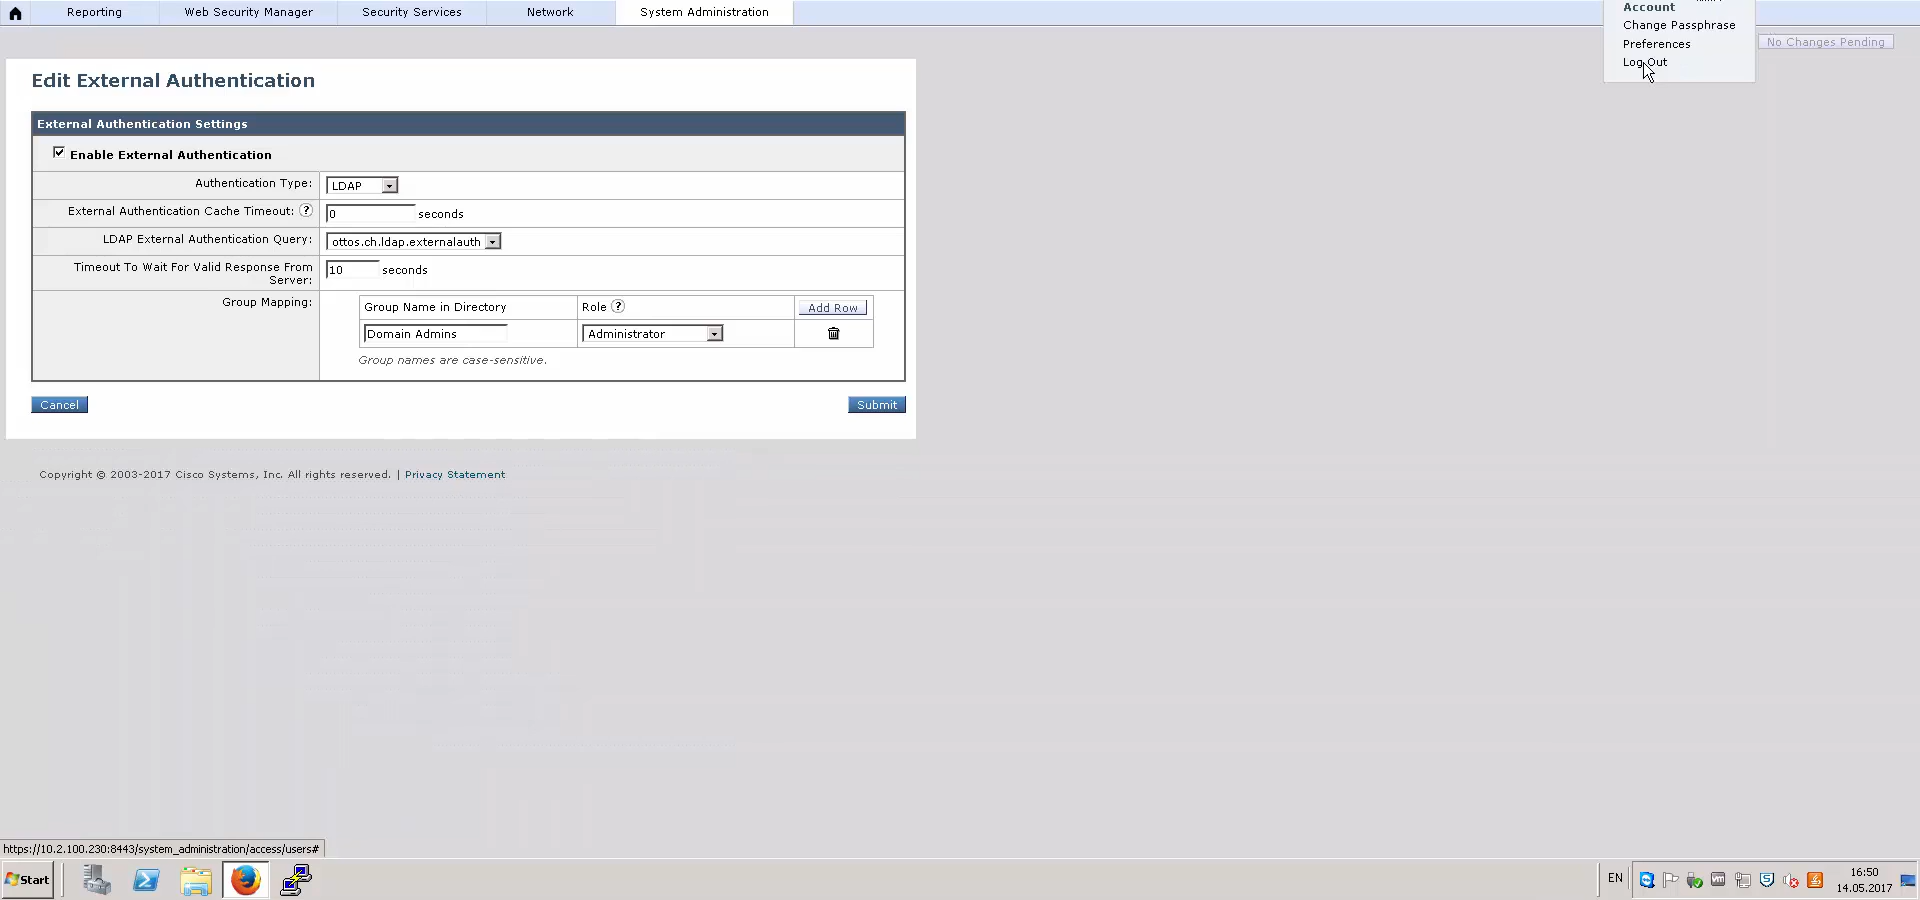 Reporting
Web Security Manager
Security Services
Network
System Administration
Account
Change Passphrase
Preferences
Log Out
No Changes Pending
Edit External Authentication
External Authentication Settings
Enable External Authentication
Authentication Type:
LDAP
External Authentication Cache Timeout: ?
0 seconds
LDAP External Authentication Query:
ottos.ch.ldap.externalauth
Timeout To Wait For Valid Response From
Server:
10 seconds
Group Mapping:
Group Name in Directory
Role ?
Add Row
Domain Admins
Administrator
Group names are case-sensitive.
Cancel
Submit
Copyright © 2003-2017 Cisco Systems, Inc. All rights reserved. | Privacy Statement
https://10.2.100.230:8443/system_administration/access/users#
Start
EN
16:50
14.05.2017